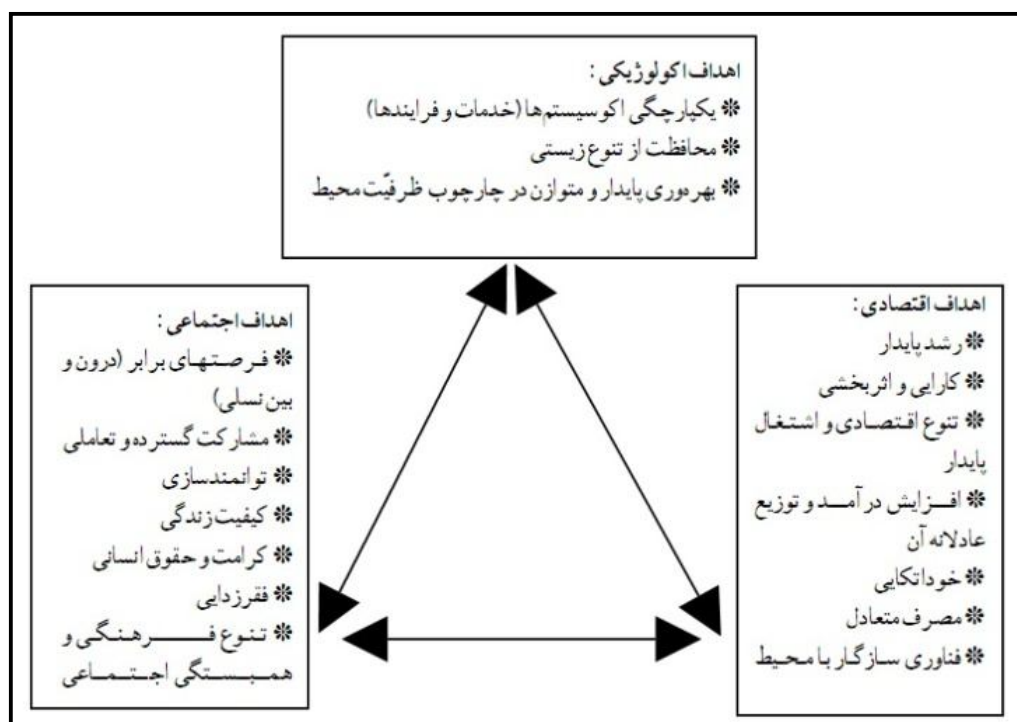 اهداف اکولوژیکی :
❊ یکپارچگی اکوسیستم‌ها (خدمات و فرایندها)
❊ محافظت از تنوع زیستی
❊ بهره‌وری پایدار و متوازن در چارچوب ظرفیّت محیط
اهداف اقتصادی :
❊ رشد پایدار
❊ کارایی و اثربخشی
❊ تنوع اقتصادی و اشتغال
پایدار
❊ افزایش درآمد و توزیع
عادلانه آن
❊ خوداتکایی
❊ مصرف متعادل
❊ فناوری سازگار با محیط
اهداف اجتماعی :
❊ فرصتهای برابر (درون و
بین نسلی)
❊ مشارکت گسترده و تعاملی
❊ توانمندسازی
❊ کیفیت زندگی
❊ کرامت و حقوق انسانی
❊ فقرزدایی
❊ تنوع فرهنگی و
همبستگی اجتماعی